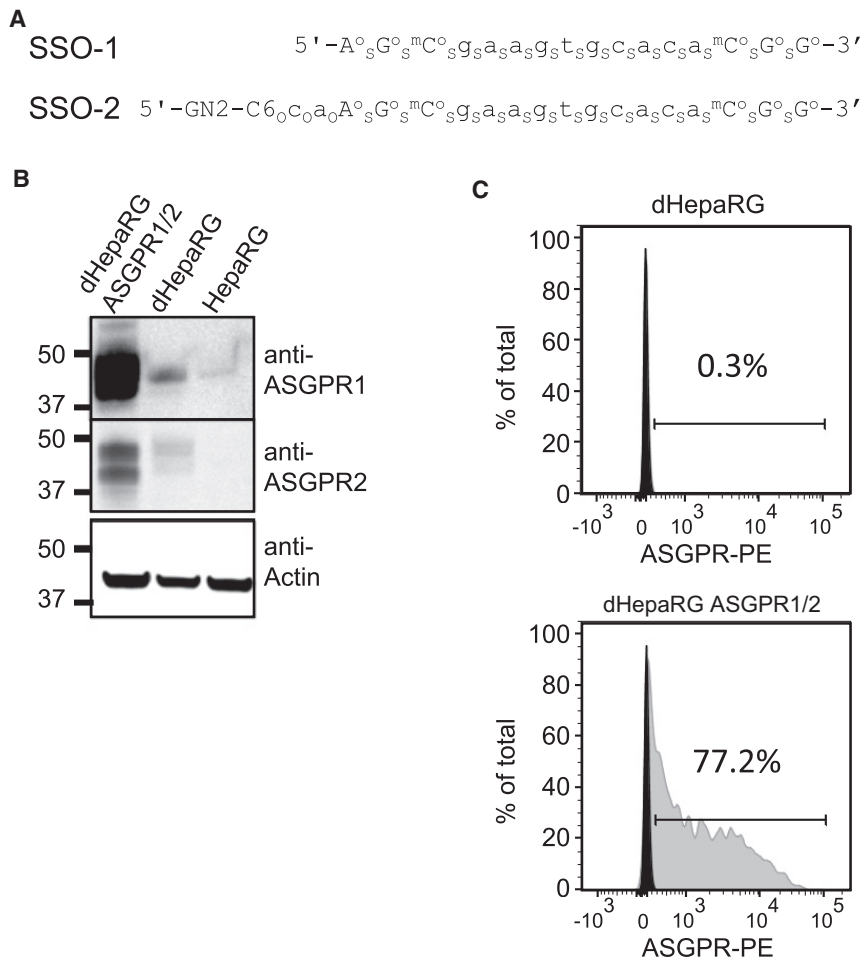 A
SSO-1 5'-A°ₛG°ₛᵐC°ₛgₛaₛaₛgₛtₛgₛcₛaₛcₛaₛᵐC°ₛG°ₛG°-3′
SSO-2 5'-GN2-C6ₒcₒaₒA°ₛG°ₛᵐC°ₛgₛaₛaₛgₛtₛgₛcₛaₛcₛaₛᵐC°ₛG°ₛG°-3′
B
dHepaRG
ASGPR1/2
dHepaRG
HepaRG
50
37
anti-
ASGPR1
50
37
anti-
ASGPR2
50
37
anti-
Actin
C
dHepaRG
100
80
60
40
20
0
% of total
0.3%
-10³ 0 10³ 10⁴ 10⁵
ASGPR-PE
dHepaRG ASGPR1/2
100
80
60
40
20
0
% of total
77.2%
-10³ 0 10³ 10⁴ 10⁵
ASGPR-PE